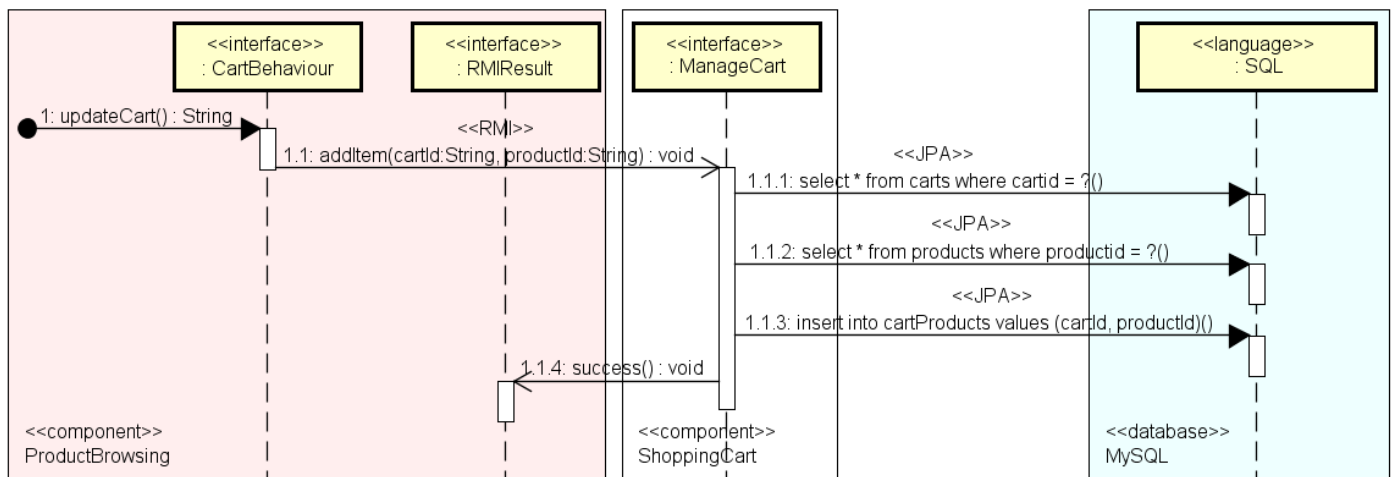 <<interface>>
: CartBehaviour
<<interface>>
: RMIResult
<<interface>>
: ManageCart
<<language>>
: SQL
1: updateCart() : String
<<RMI>>
1.1: addItem(cartId:String, productId:String) : void
<<JPA>>
1.1.1: select * from carts where cartid = ?()
<<JPA>>
1.1.2: select * from products where productid = ?()
<<JPA>>
1.1.3: insert into cartProducts values (cartId, productId)()
1.1.4: success() : void
<<component>>
ProductBrowsing
<<component>>
ShoppingCart
<<database>>
MySQL